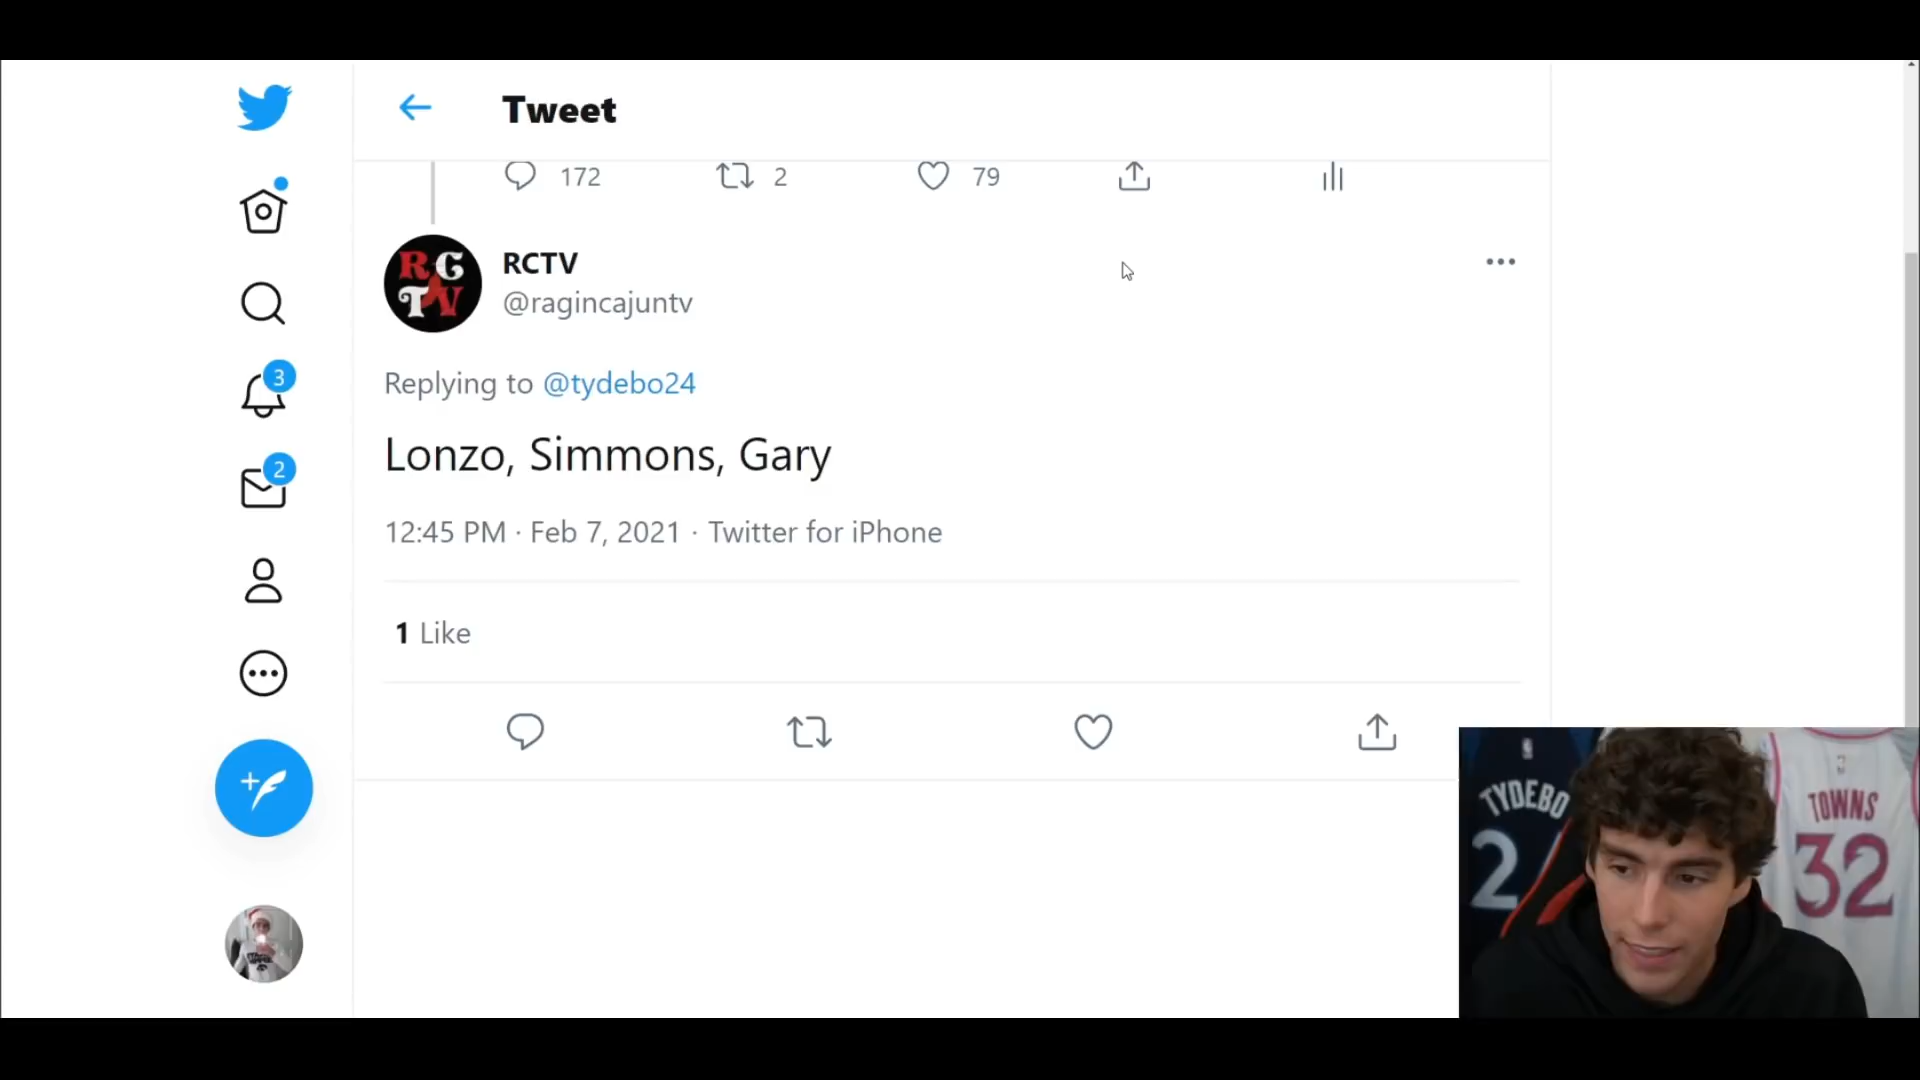 Tweet
172
2
79
RCTV
RCTV
@ragincajuntv
Replying to @tydebo24
Lonzo, Simmons, Gary
12:45 PM · Feb 7, 2021 · Twitter for iPhone
1 Like
3
2
TYDEBO
2
TOWNS
32